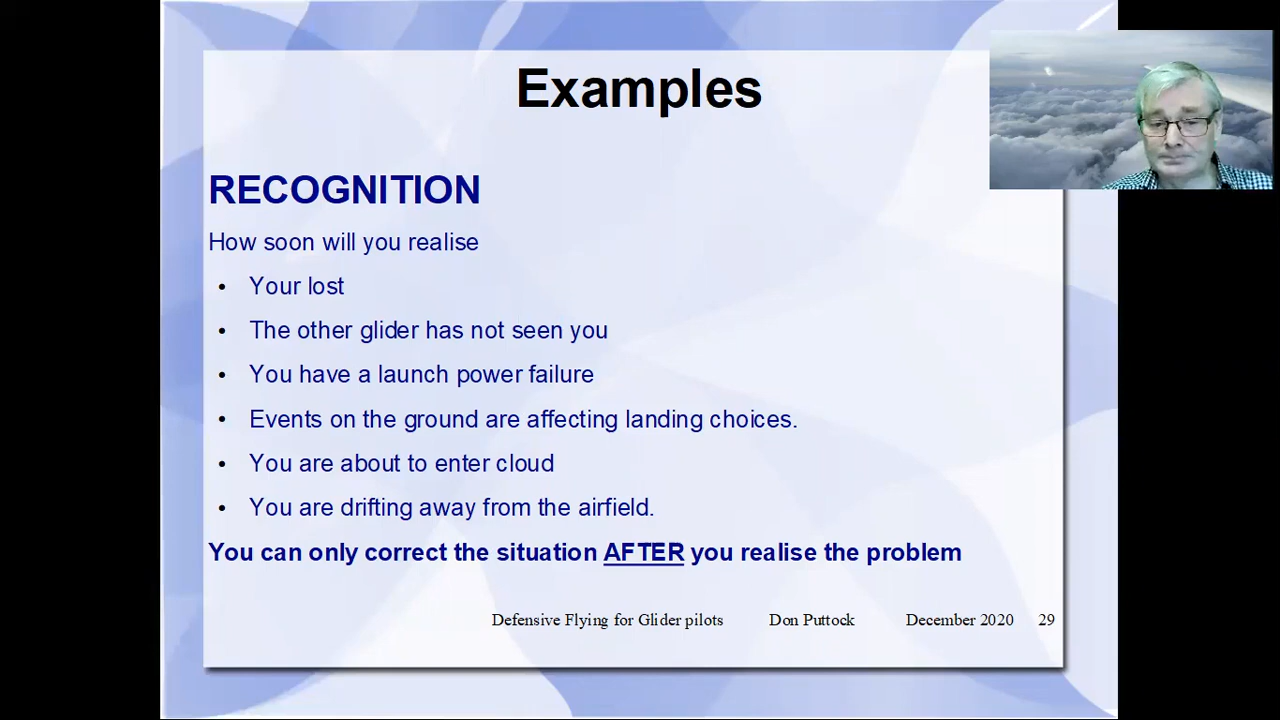 Examples
RECOGNITION
How soon will you realise
• Your lost
• The other glider has not seen you
• You have a launch power failure
• Events on the ground are affecting landing choices.
• You are about to enter cloud
• You are drifting away from the airfield.
You can only correct the situation AFTER you realise the problem
Defensive Flying for Glider pilots Don Puttock December 2020 29